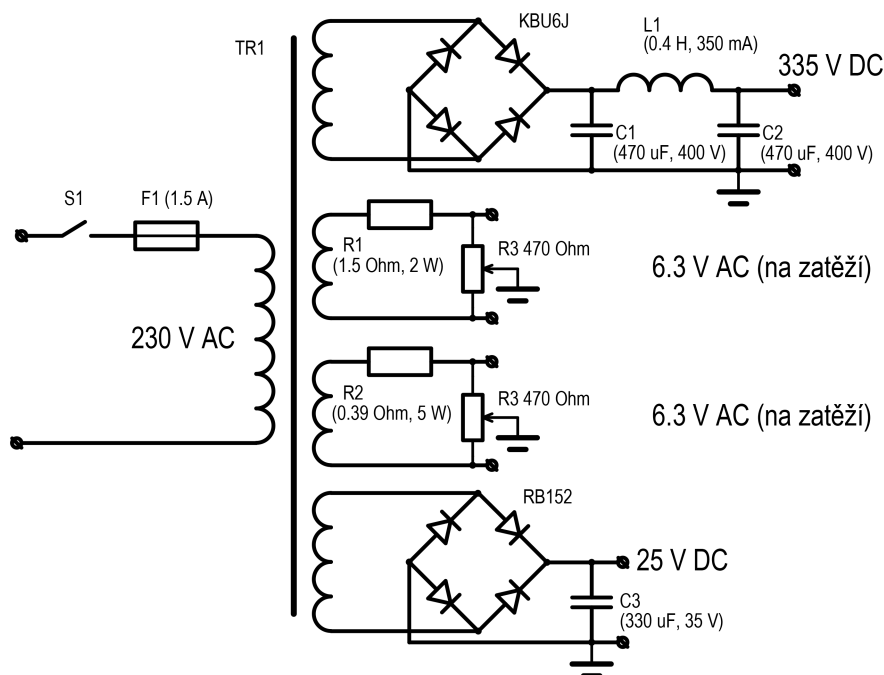 TR1
KBU6J
L1
(0.4 H, 350 mA)
335 V DC
C1
(470 uF, 400 V)
C2
(470 uF, 400 V)
S1
F1 (1.5 A)
230 V AC
R1
(1.5 Ohm, 2 W)
R3 470 Ohm
6.3 V AC (na zatěží)
R2
(0.39 Ohm, 5 W)
R3 470 Ohm
6.3 V AC (na zatěží)
RB152
25 V DC
C3
(330 uF, 35 V)